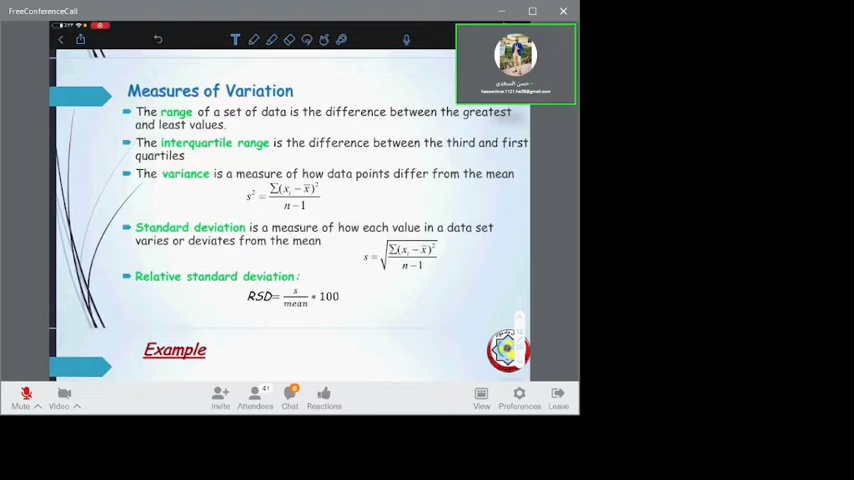 FreeConferenceCall
T
حسن السعدي
Measures of Variation
The range of a set of data is the difference between the greatest
and least values.
The interquartile range is the difference between the third and first
quartiles
The variance is a measure of how data points differ from the mean
s² = Σ(xᵢ − x̄)² / n − 1
Standard deviation is a measure of how each value in a data set
varies or deviates from the mean
s = √(Σ(xᵢ − x̄)² / n − 1)
Relative standard deviation:
RSD= s/mean * 100
Example
Mute
Video
Invite
41
Attendees
8
Chat
Reactions
View
Preferences
Leave